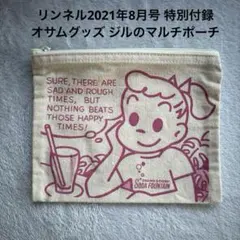 リンネル2021年8月号 特別付録
オサムグッズ ジルのマルチポーチ
SURE, THERE ARE
SAD AND ROUGH
TIMES, BUT
NOTHING BEATS
THOSE HAPPY
TIMES!
SODA FOUNTAIN